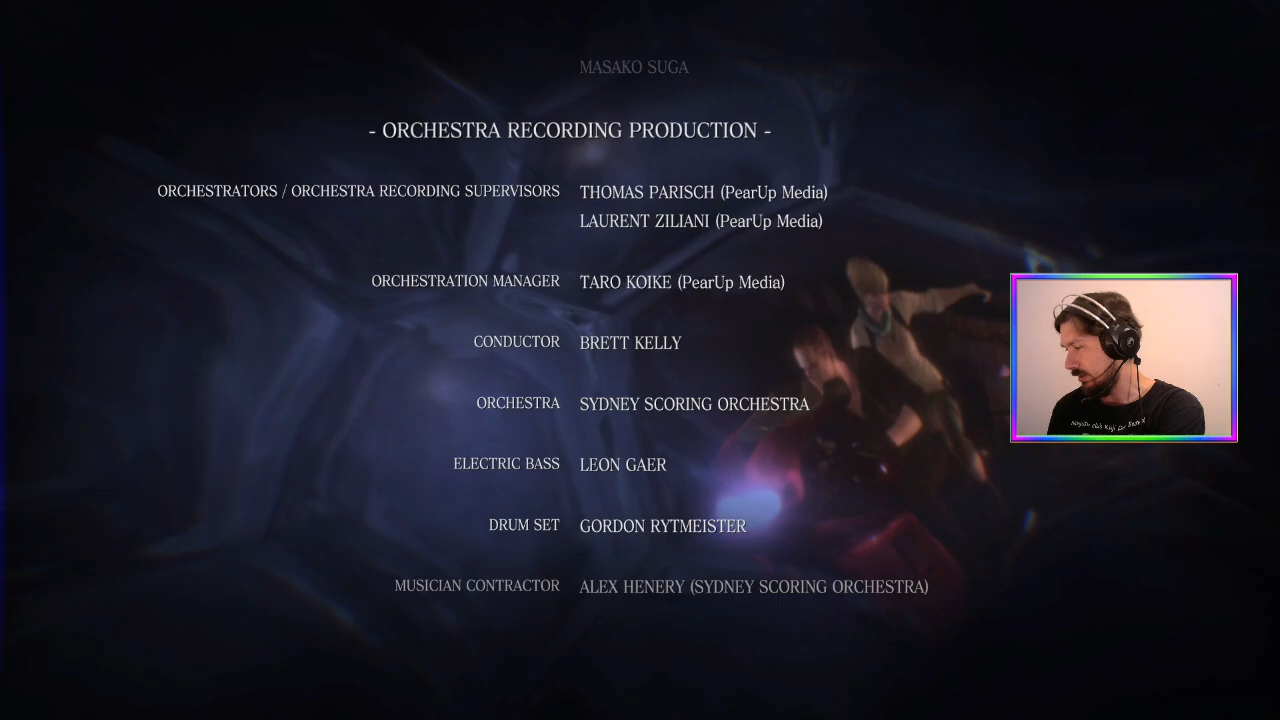 MASAKO SUGA
- ORCHESTRA RECORDING PRODUCTION -
ORCHESTRATORS / ORCHESTRA RECORDING SUPERVISORS THOMAS PARISCH (PearUp Media)
LAURENT ZILIANI (PearUp Media)
ORCHESTRATION MANAGER TARO KOIKE (PearUp Media)
CONDUCTOR BRETT KELLY
ORCHESTRA SYDNEY SCORING ORCHESTRA
ELECTRIC BASS LEON GAER
DRUM SET GORDON RYTMEISTER
MUSICIAN CONTRACTOR ALEX HENERY (SYDNEY SCORING ORCHESTRA)